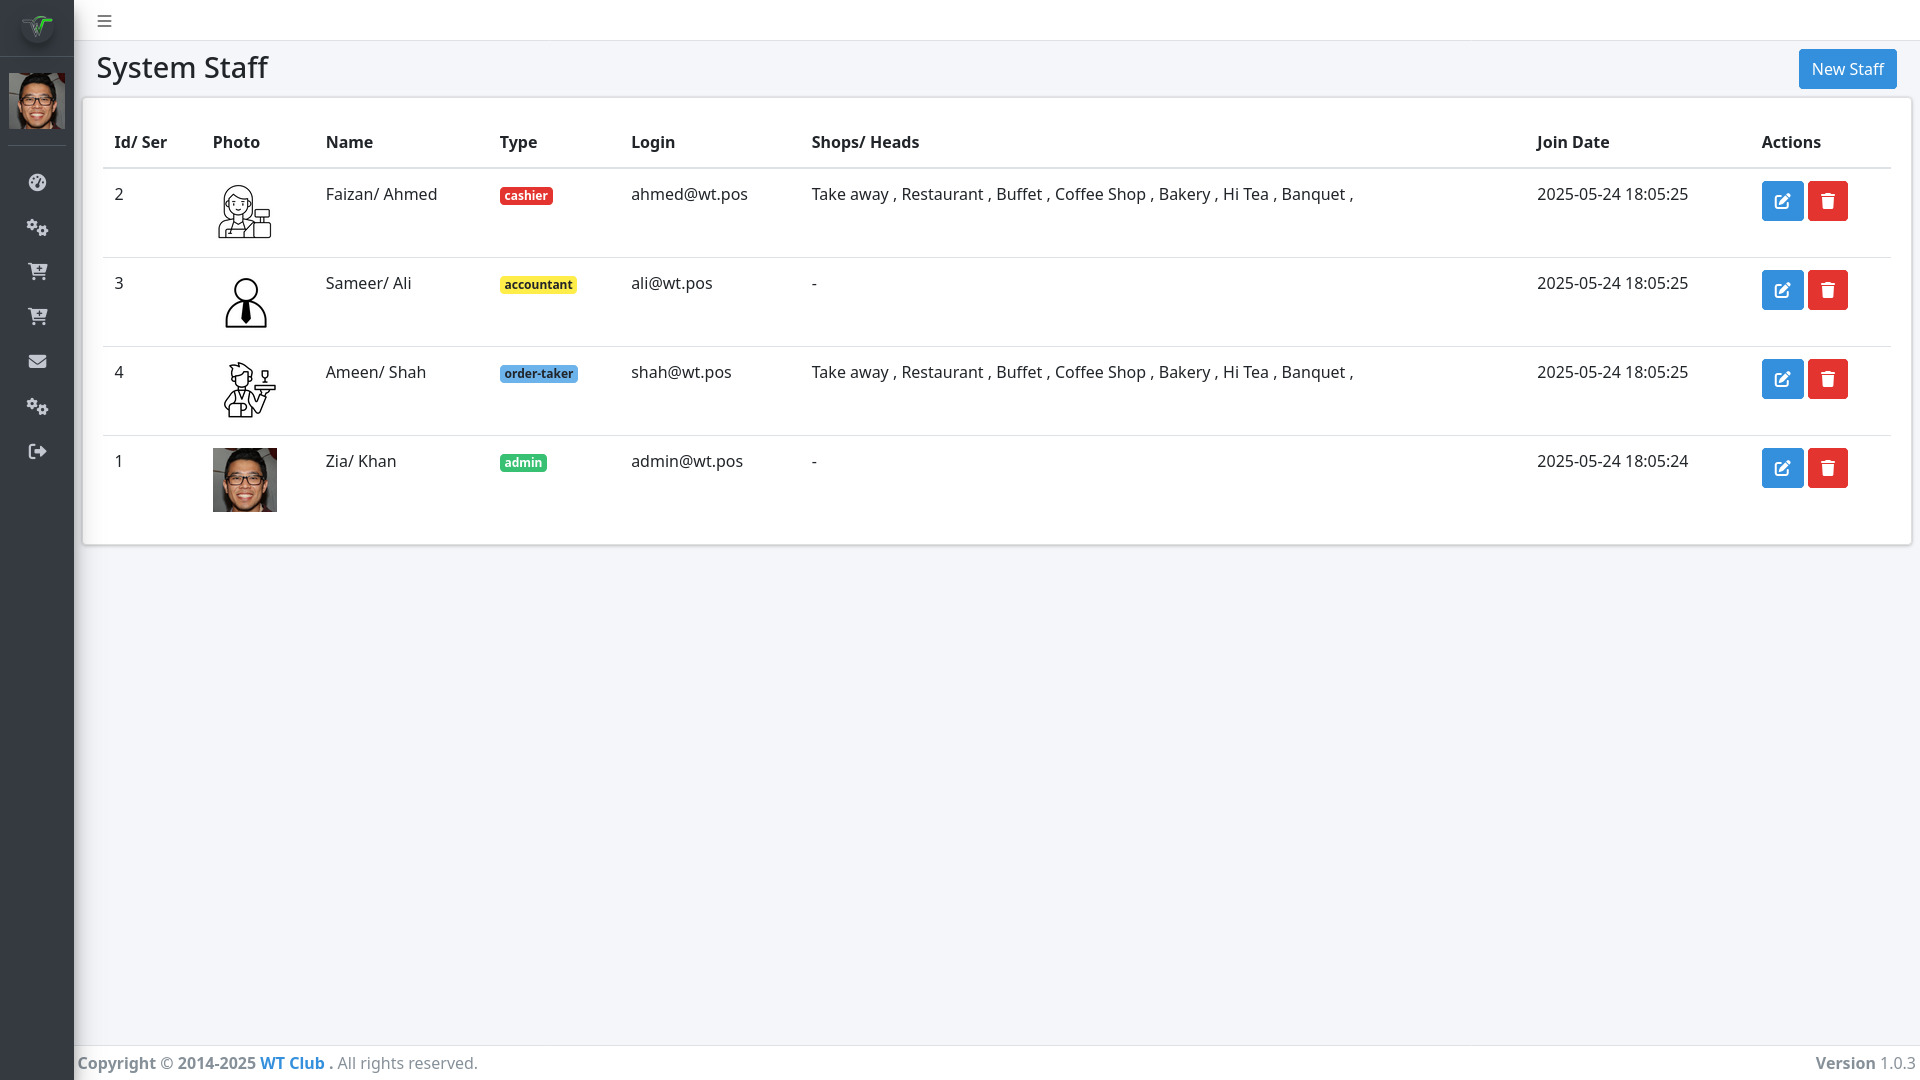 System Staff
New Staff
Id/ Ser Photo Name Type Login Shops/ Heads Join Date Actions
2 Faizan/ Ahmed cashier ahmed@wt.pos Take away , Restaurant , Buffet , Coffee Shop , Bakery , Hi Tea , Banquet , 2025-05-24 18:05:25
3 Sameer/ Ali accountant ali@wt.pos - 2025-05-24 18:05:25
4 Ameen/ Shah order-taker shah@wt.pos Take away , Restaurant , Buffet , Coffee Shop , Bakery , Hi Tea , Banquet , 2025-05-24 18:05:25
1 Zia/ Khan admin admin@wt.pos - 2025-05-24 18:05:24
Copyright © 2014-2025 WT Club . All rights reserved.
Version 1.0.3